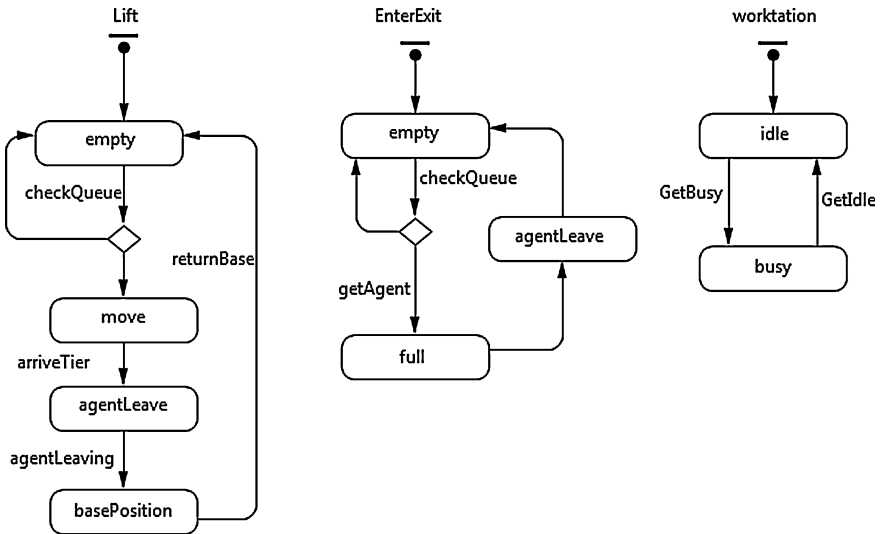 Lift
empty
checkQueue
returnBase
move
arriveTier
agentLeave
agentLeaving
basePosition
EnterExit
empty
checkQueue
agentLeave
getAgent
full
worktation
idle
GetBusy
GetIdle
busy